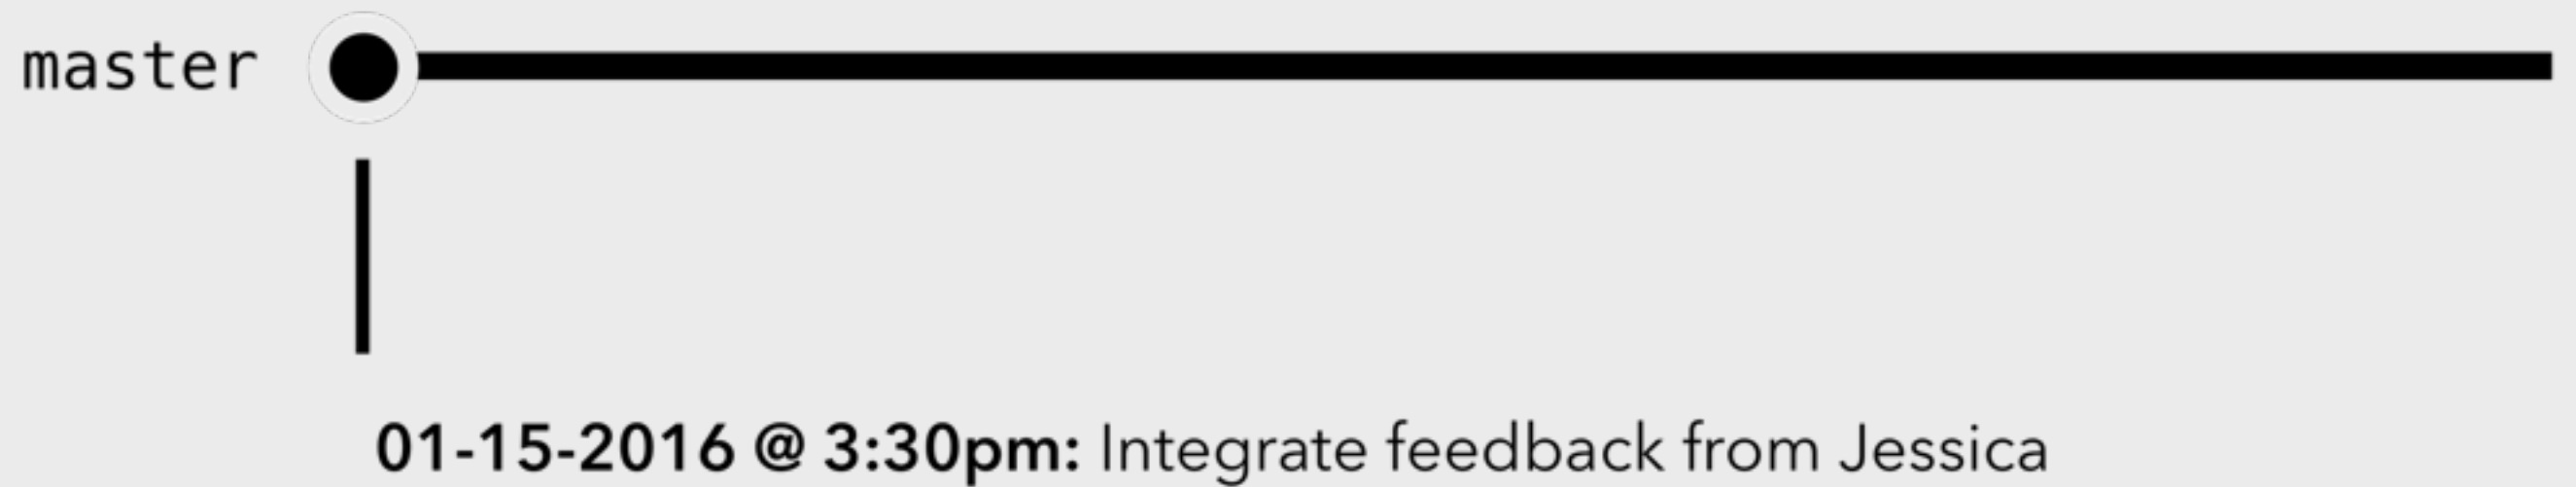 master
01-15-2016 @ 3:30pm: Integrate feedback from Jessica